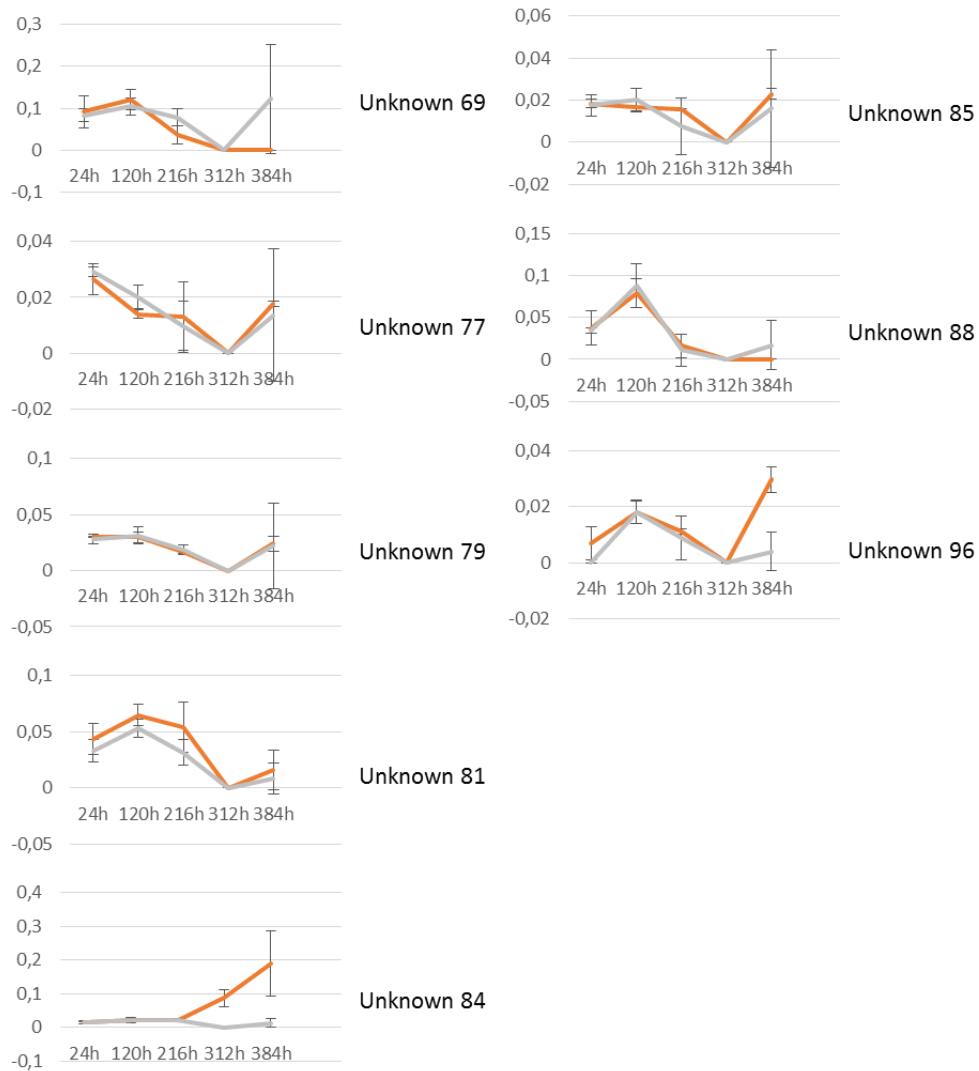 0,3
0,2
0,1
0
-0,1
24h 120h 216h 312h 384h
Unknown 69
0,04
0,02
0
-0,02
24h 120h 216h 312h 384h
Unknown 77
0,1
0,05
0
-0,05
24h 120h 216h 312h 384h
Unknown 79
0,1
0,05
0
-0,05
24h 120h 216h 312h 384h
Unknown 81
0,4
0,3
0,2
0,1
0
-0,1
24h 120h 216h 312h 384h
Unknown 84
0,06
0,04
0,02
0
-0,02
24h 120h 216h 312h 384h
Unknown 85
0,15
0,1
0,05
0
-0,05
24h 120h 216h 312h 384h
Unknown 88
0,04
0,02
0
-0,02
24h 120h 216h 312h 384h
Unknown 96